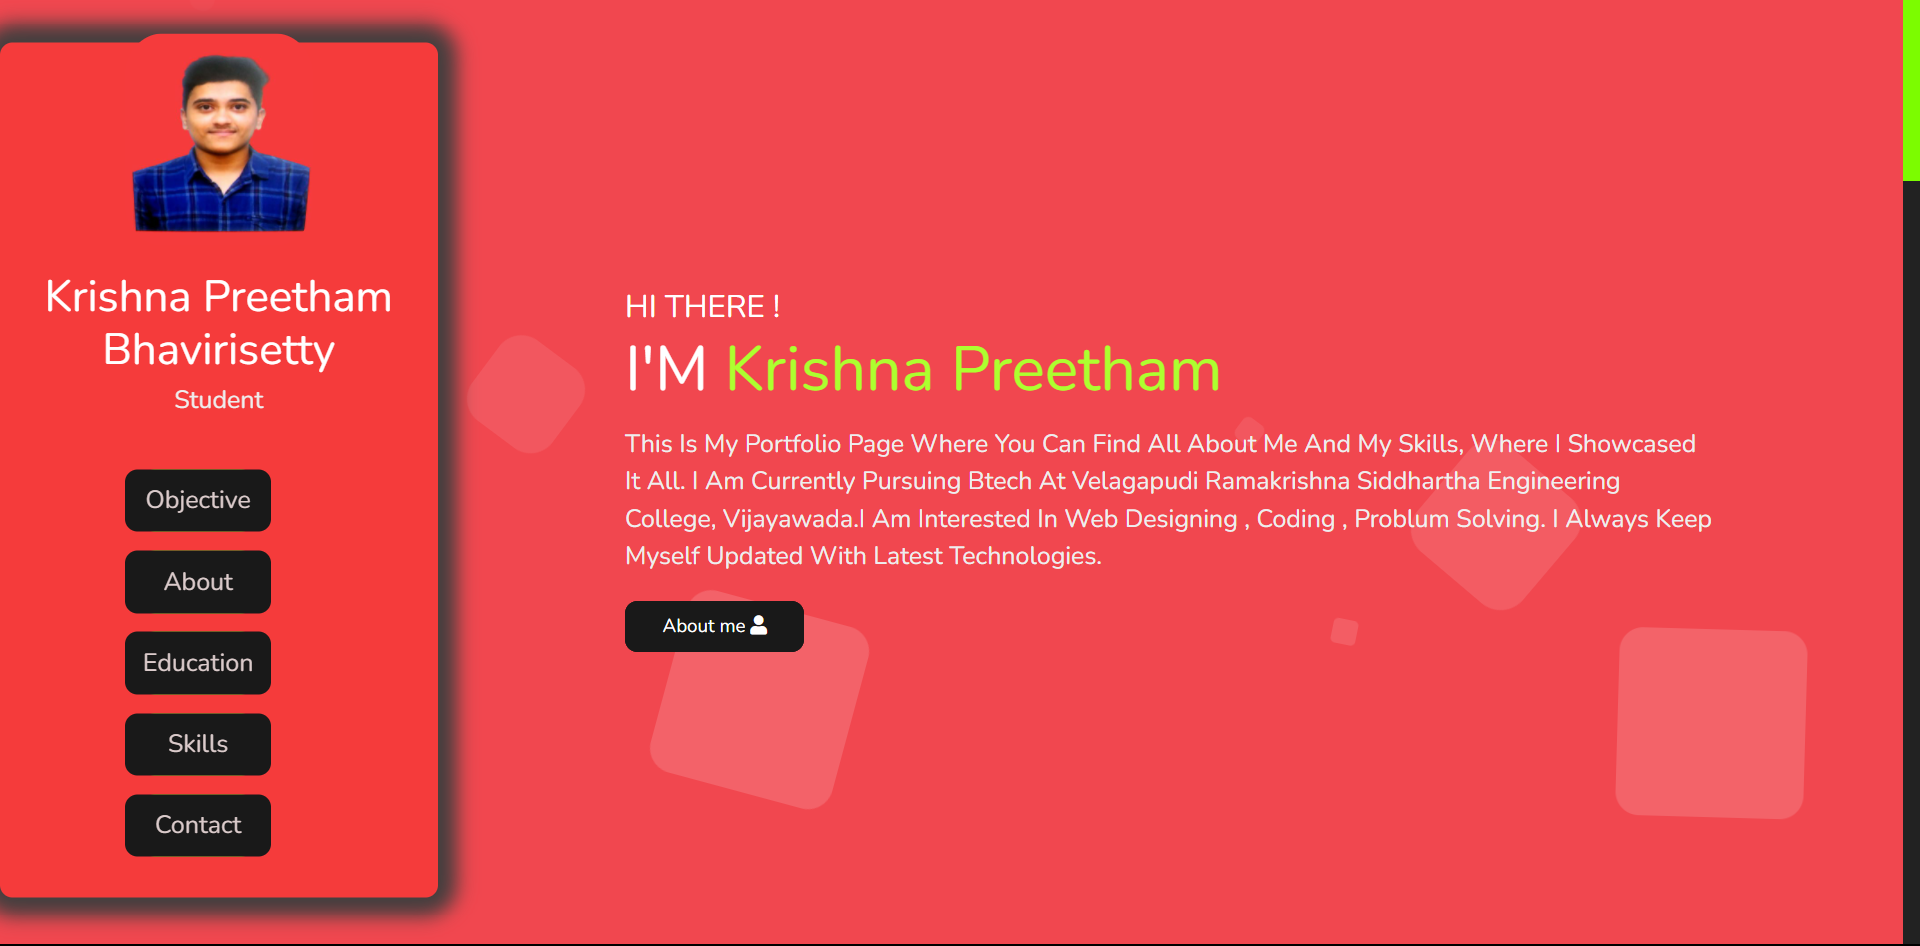 Krishna Preetham
Bhavirisetty
Student
Objective
About
Education
Skills
Contact
HI THERE !
I'M Krishna Preetham
This Is My Portfolio Page Where You Can Find All About Me And My Skills, Where I Showcased
It All. I Am Currently Pursuing Btech At Velagapudi Ramakrishna Siddhartha Engineering
College, Vijayawada.I Am Interested In Web Designing , Coding , Problum Solving. I Always Keep
Myself Updated With Latest Technologies.
About me